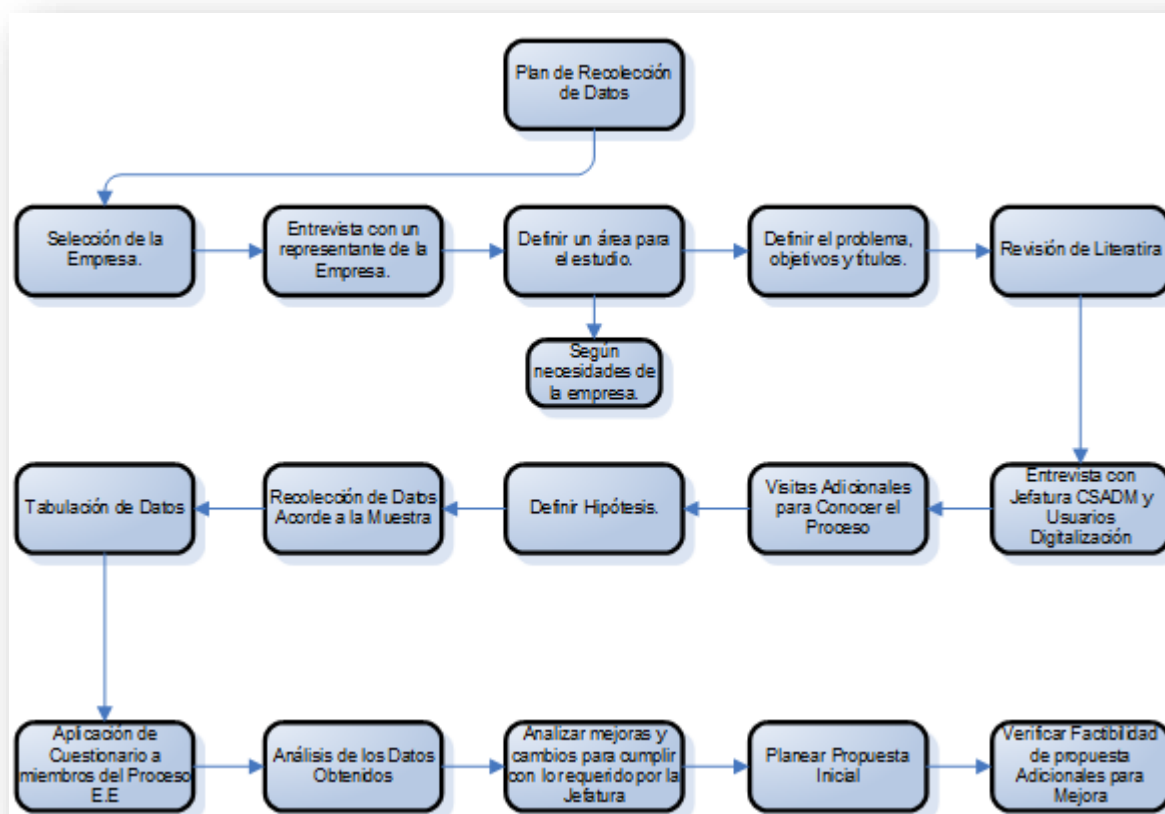 Plan de Recolección
de Datos
Selección de la
Empresa.
Entrevista con un
representante de la
Empresa.
Definir un área para
el estudio.
Definir el problema,
objetivos y títulos.
Revisión de Literatira
Según
necesidades de
la empresa.
Tabulación de Datos
Recolección de Datos
Acorde a la Muestra
Definir Hipótesis.
Visitas Adicionales
para Conocer el
Proceso
Entrevista con
Jefatura CSADM y
Usuarios
Digitalización
Aplicación de
Cuestionario a
miembros del Proceso
E.E
Análisis de los Datos
Obtenidos
Analizar mejoras y
cambios para cumplir
con lo requerido por la
Jefatura
Planear Propuesta
Inicial
Verificar Factibilidad
de propuesta
Adicionales para
Mejora